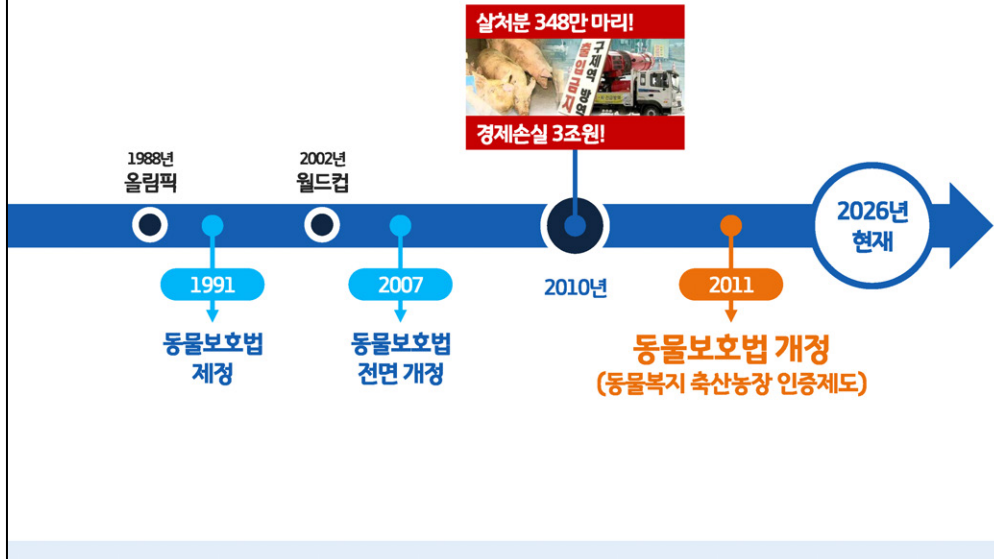 살처분 348만 마리!
구제역 방역
출입금지
경제손실 3조원!
1988년
올림픽
2002년
월드컵
2026년
현재
1991
2007
2010년
2011
동물보호법
제정
동물보호법
전면 개정
동물보호법 개정
(동물복지 축산농장 인증제도)